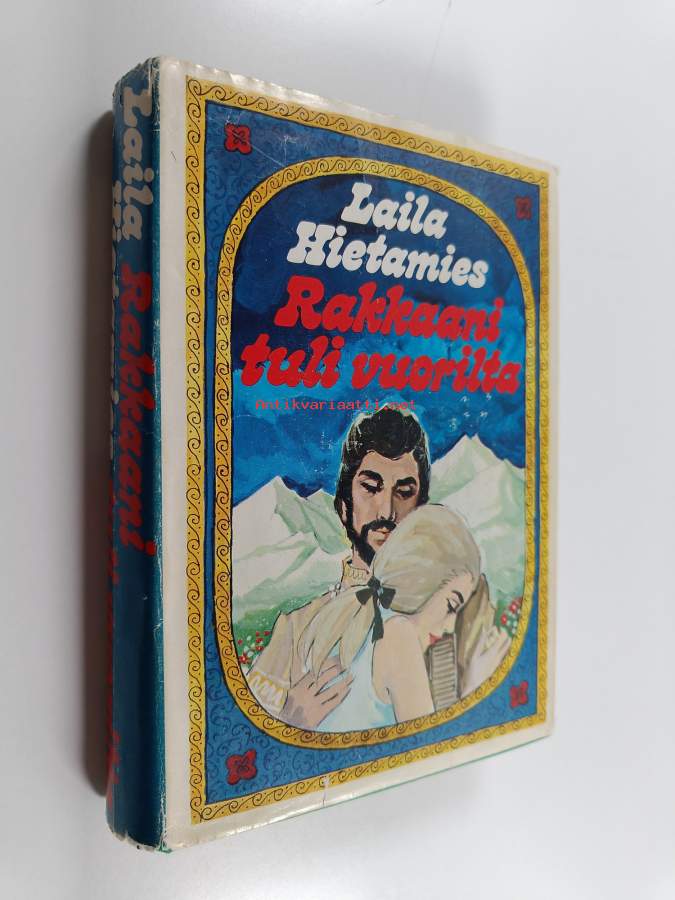 Laila
Hietamies
Rakkaani
tuli vuorilta
Antikvariaatti.net
Laila
Rakkaani